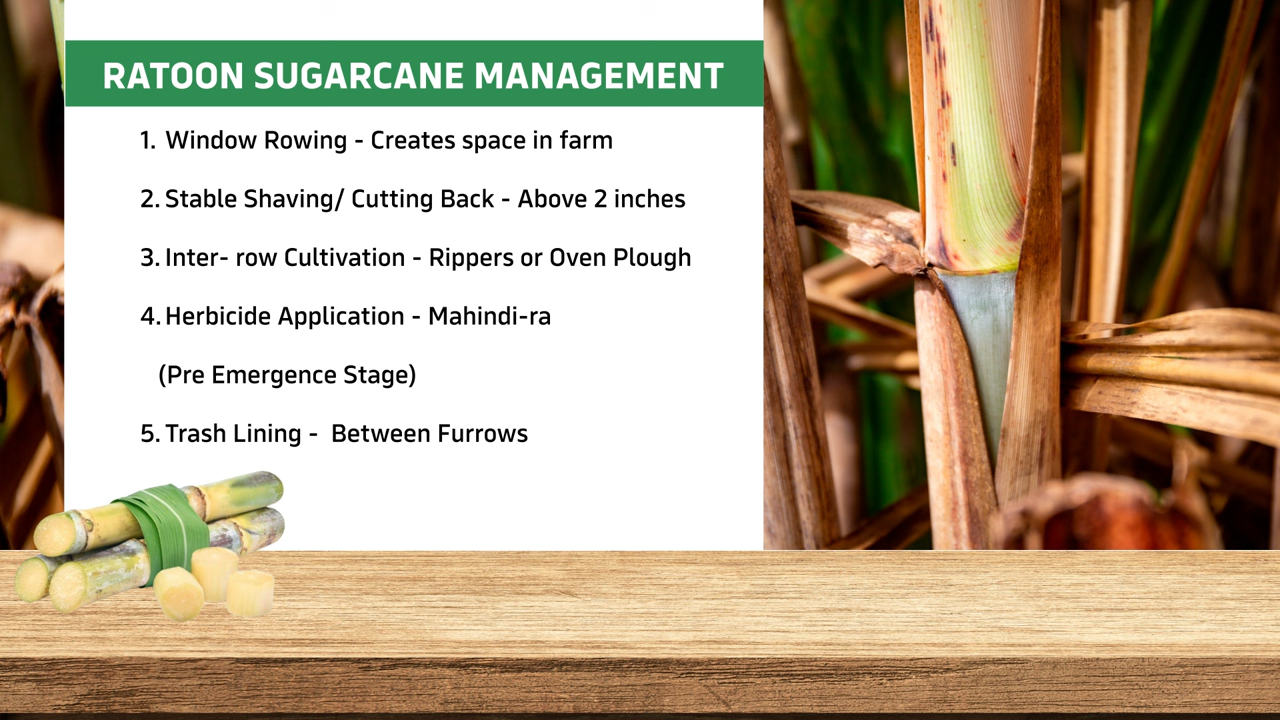 RATOON SUGARCANE MANAGEMENT
1. Window Rowing - Creates space in farm
2. Stable Shaving/ Cutting Back - Above 2 inches
3. Inter- row Cultivation - Rippers or Oven Plough
4. Herbicide Application - Mahindi-ra
(Pre Emergence Stage)
5. Trash Lining - Between Furrows